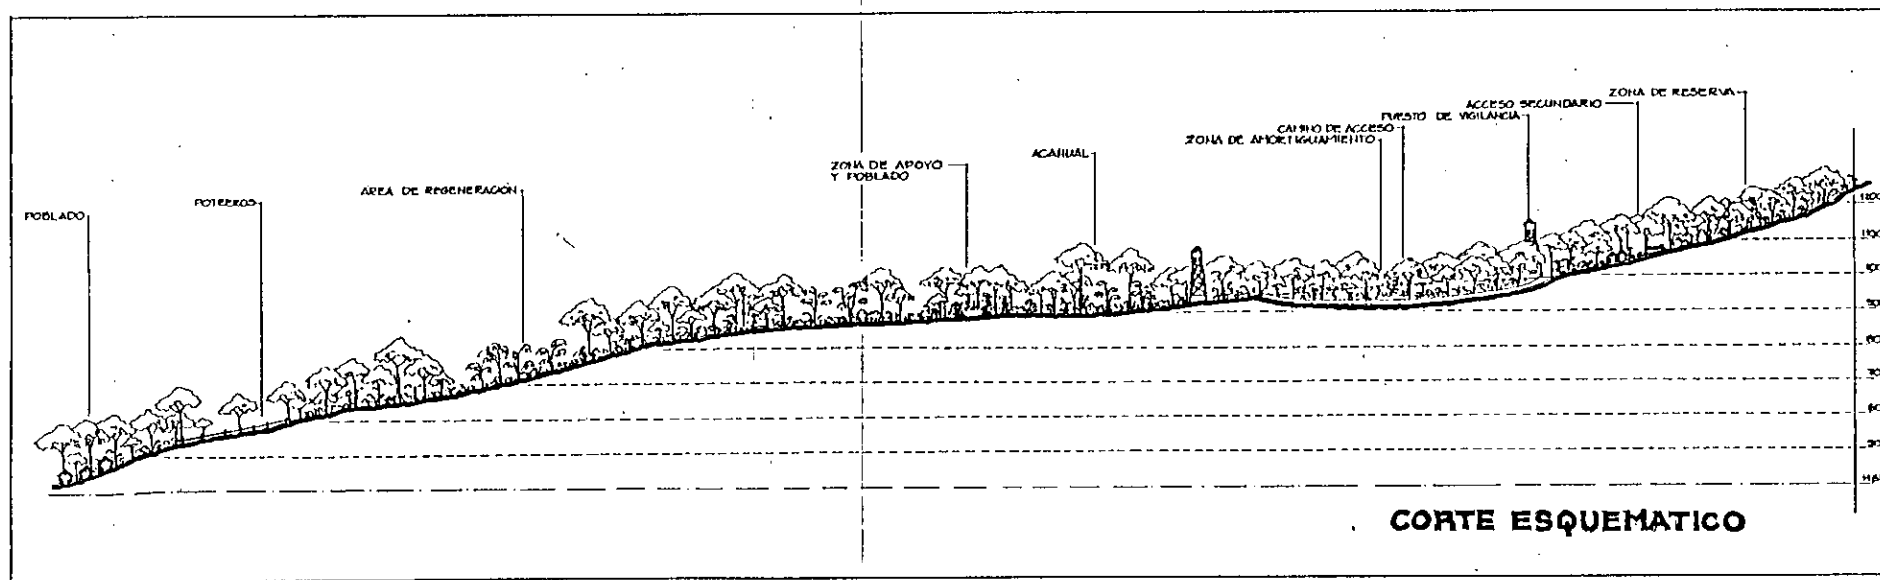 POBLADO
POTREROS
AREA DE REGENERACION
ZONA DE APOYO
Y POBLADO
ACAHUAL
ZONA DE AMORTIGUAMIENTO
CAMINO DE ACCESO
PUESTO DE VIGILANCIA
ACCESO SECUNDARIO
ZONA DE RESERVA
CORTE ESQUEMATICO